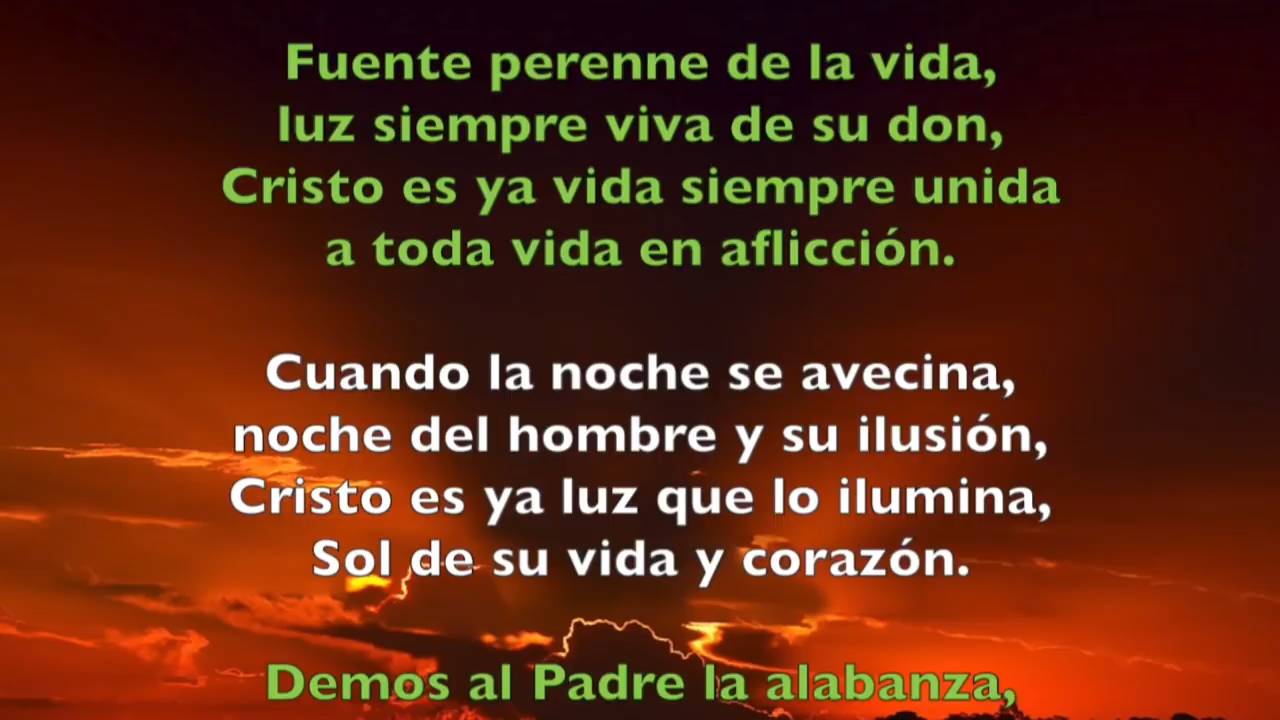 Fuente perenne de la vida,
luz siempre viva de su don,
Cristo es ya vida siempre unida
a toda vida en aflicción.
Cuando la noche se avecina,
noche del hombre y su ilusión,
Cristo es ya luz que lo ilumina,
Sol de su vida y corazón.
Demos al Padre la alabanza,